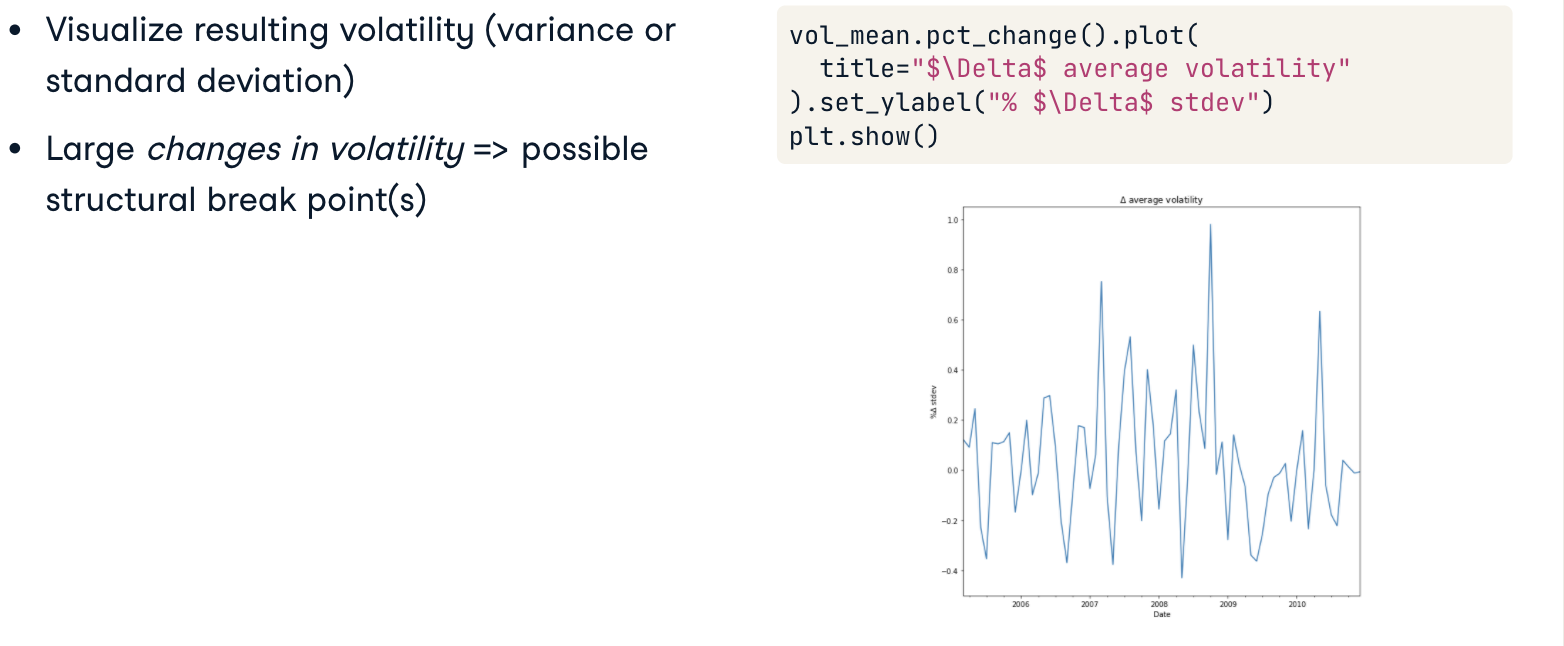 • Visualize resulting volatility (variance or
standard deviation)
• Large changes in volatility => possible
structural break point(s)
vol_mean.pct_change().plot(
  title="$\Delta$ average volatility"
).set_ylabel("% $\Delta$ stdev")
plt.show()
Δ average volatility
1.0
0.8
0.6
0.4
0.2
0.0
−0.2
−0.4
%Δ stdev
2006 2007 2008 2009 2010
Date